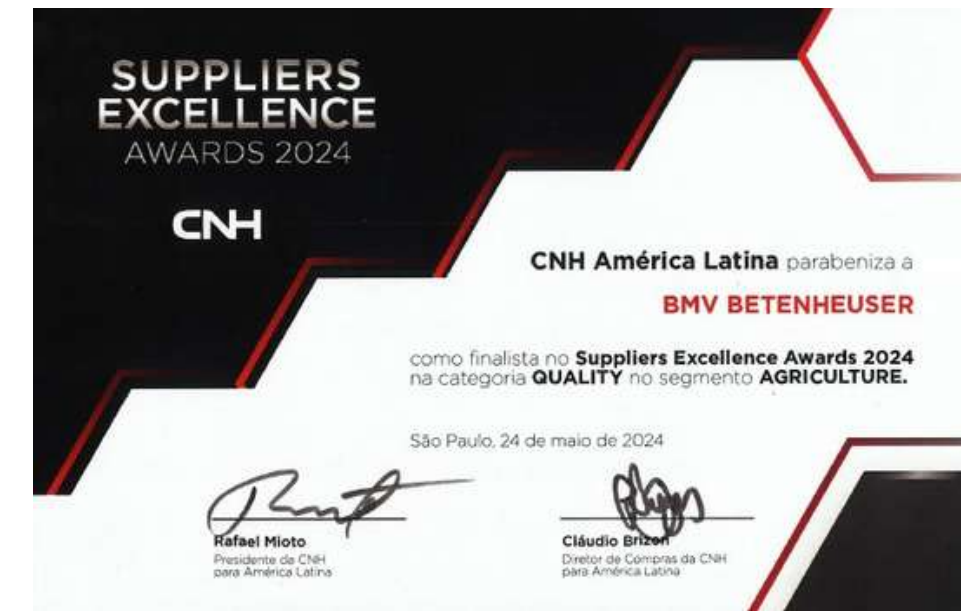 SUPPLIERS
EXCELLENCE
AWARDS 2024
CNH
CNH América Latina parabeniza a
BMV BETENHEUSER
como finalista no Suppliers Excellence Awards 2024
na categoria QUALITY no segmento AGRICULTURE.
São Paulo, 24 de maio de 2024
Rafael Mioto
Presidente da CNH
para América Latina
Cláudio Brizon
Diretor de Compras da CNH
para América Latina